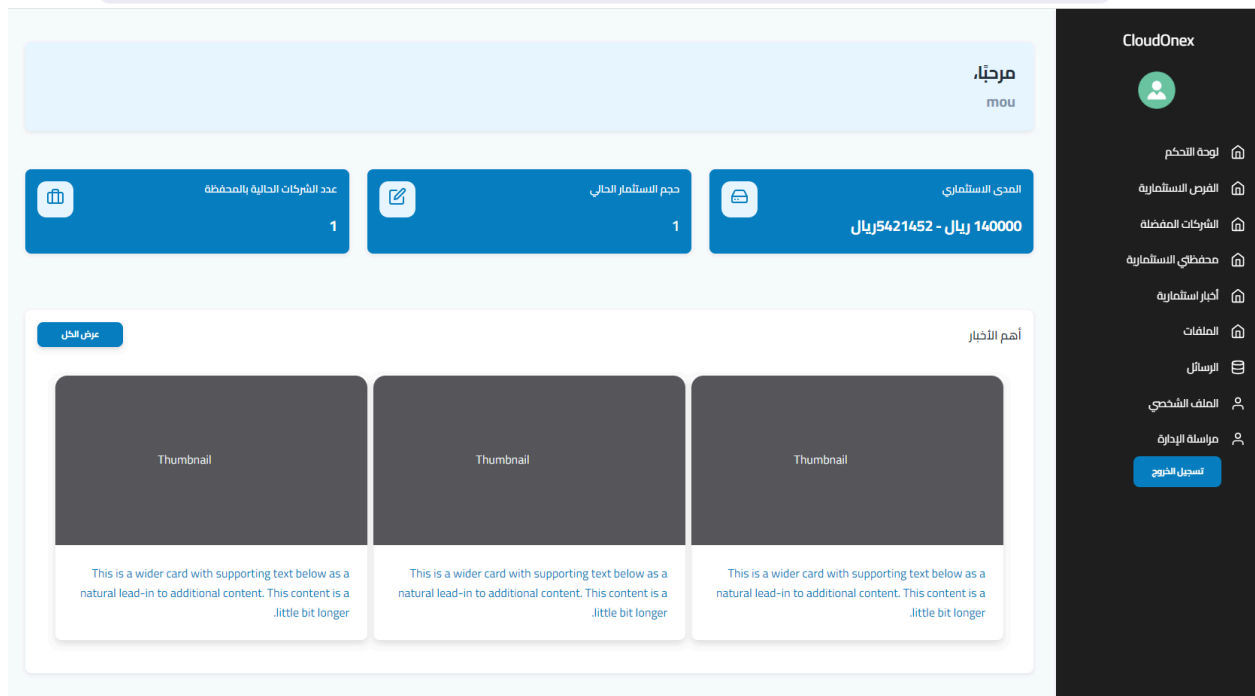 CloudOnex
لوحة التحكم
الفرص الاستثمارية
الشركات المفضلة
محفظتي الاستثمارية
أخبار استثمارية
الملفات
الرسائل
الملف الشخصي
مراسلة الإدارة
تسجيل الخروج
مرحبًا،
mou
المدى الاستثماري
140000 ريال - 5421452ريال
حجم الاستثمار الحالي
1
عدد الشركات الحالية بالمحفظة
1
أهم الأخبار
عرض الكل
Thumbnail
This is a wider card with supporting text below as a
natural lead-in to additional content. This content is a
little bit longer.
Thumbnail
This is a wider card with supporting text below as a
natural lead-in to additional content. This content is a
little bit longer.
Thumbnail
This is a wider card with supporting text below as a
natural lead-in to additional content. This content is a
little bit longer.